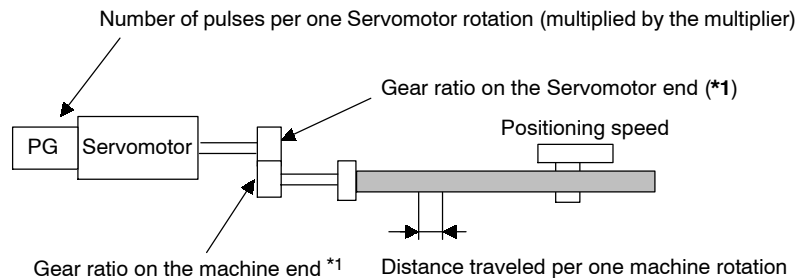 Number of pulses per one Servomotor rotation (multiplied by the multiplier)
Gear ratio on the Servomotor end (*1)
Positioning speed
PG
Servomotor
Gear ratio on the machine end *1
Distance traveled per one machine rotation